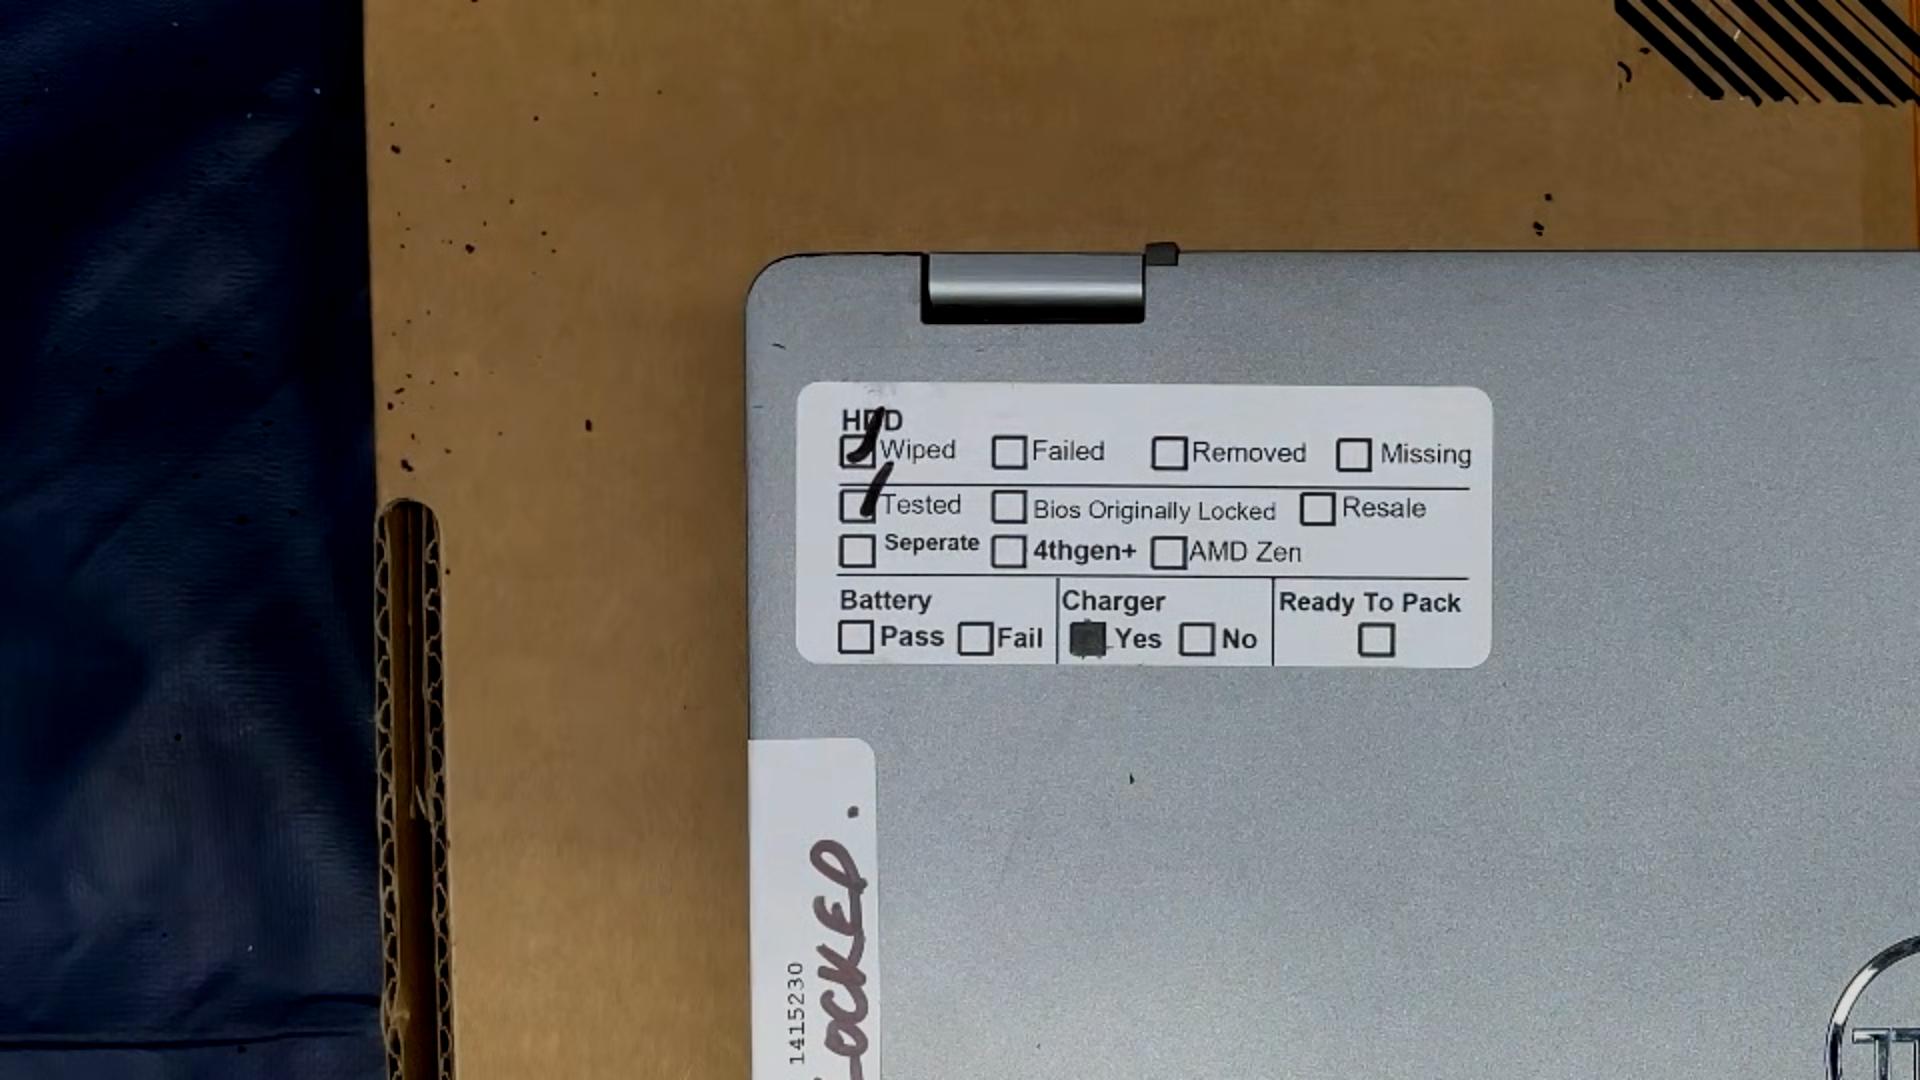 HDD
☐ Wiped ☐ Failed ☐ Removed ☐ Missing
☐ Tested ☐ Bios Originally Locked ☐ Resale
☐ Seperate ☐ 4thgen+ ☐ AMD Zen
Battery Charger Ready To Pack
☐ Pass ☐ Fail ■ Yes ☐ No ☐
1415230
LOCKED.